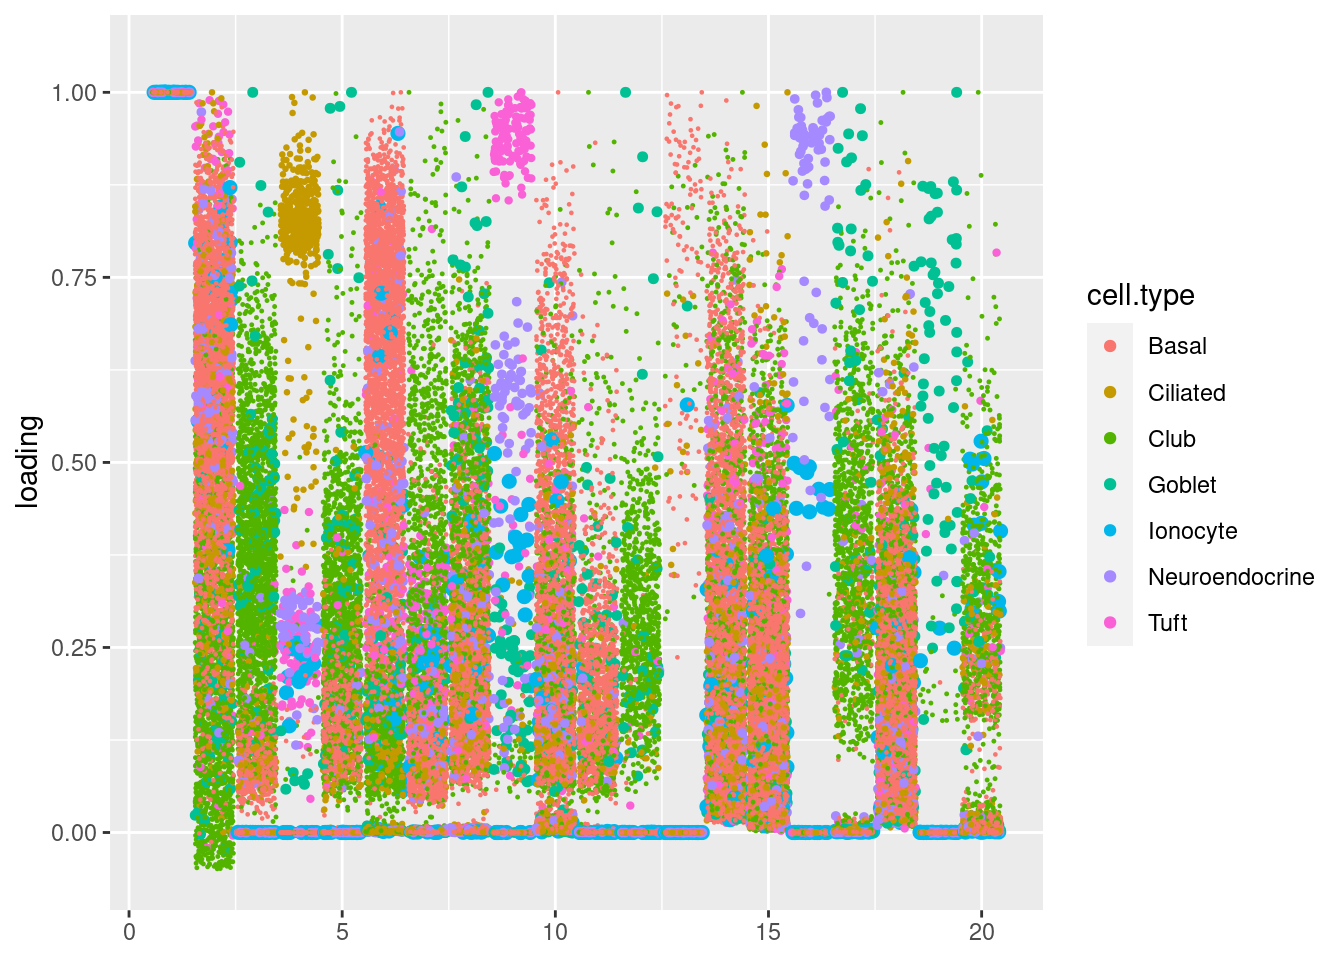 1.00
0.75
0.50
0.25
0.00
loading
0 5 10 15 20
cell.type
Basal
Ciliated
Club
Goblet
Ionocyte
Neuroendocrine
Tuft